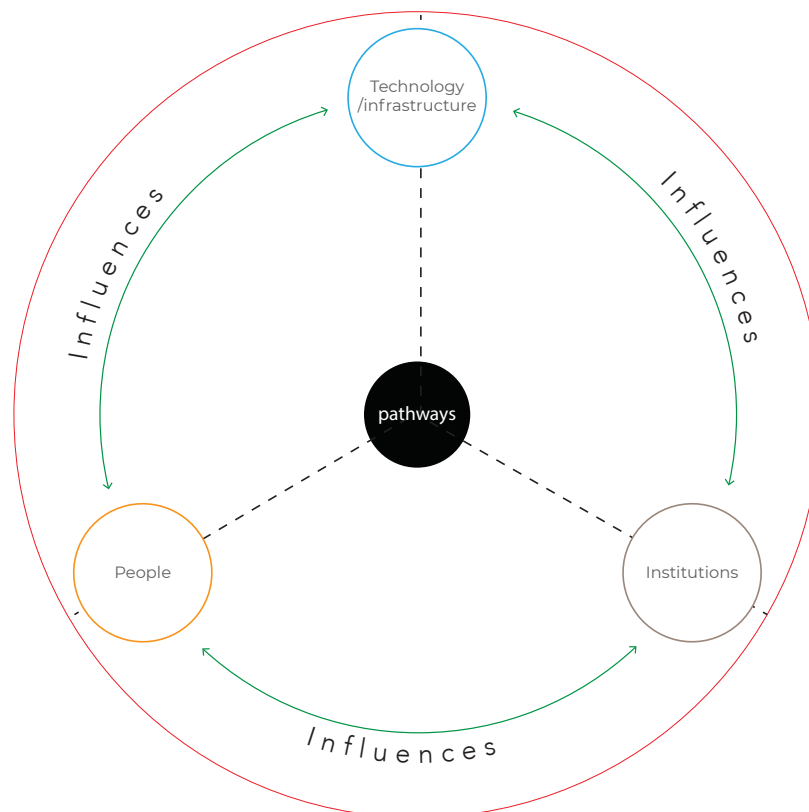 Technology
/infrastructure
Influences
Influences
pathways
People
Institutions
Influences